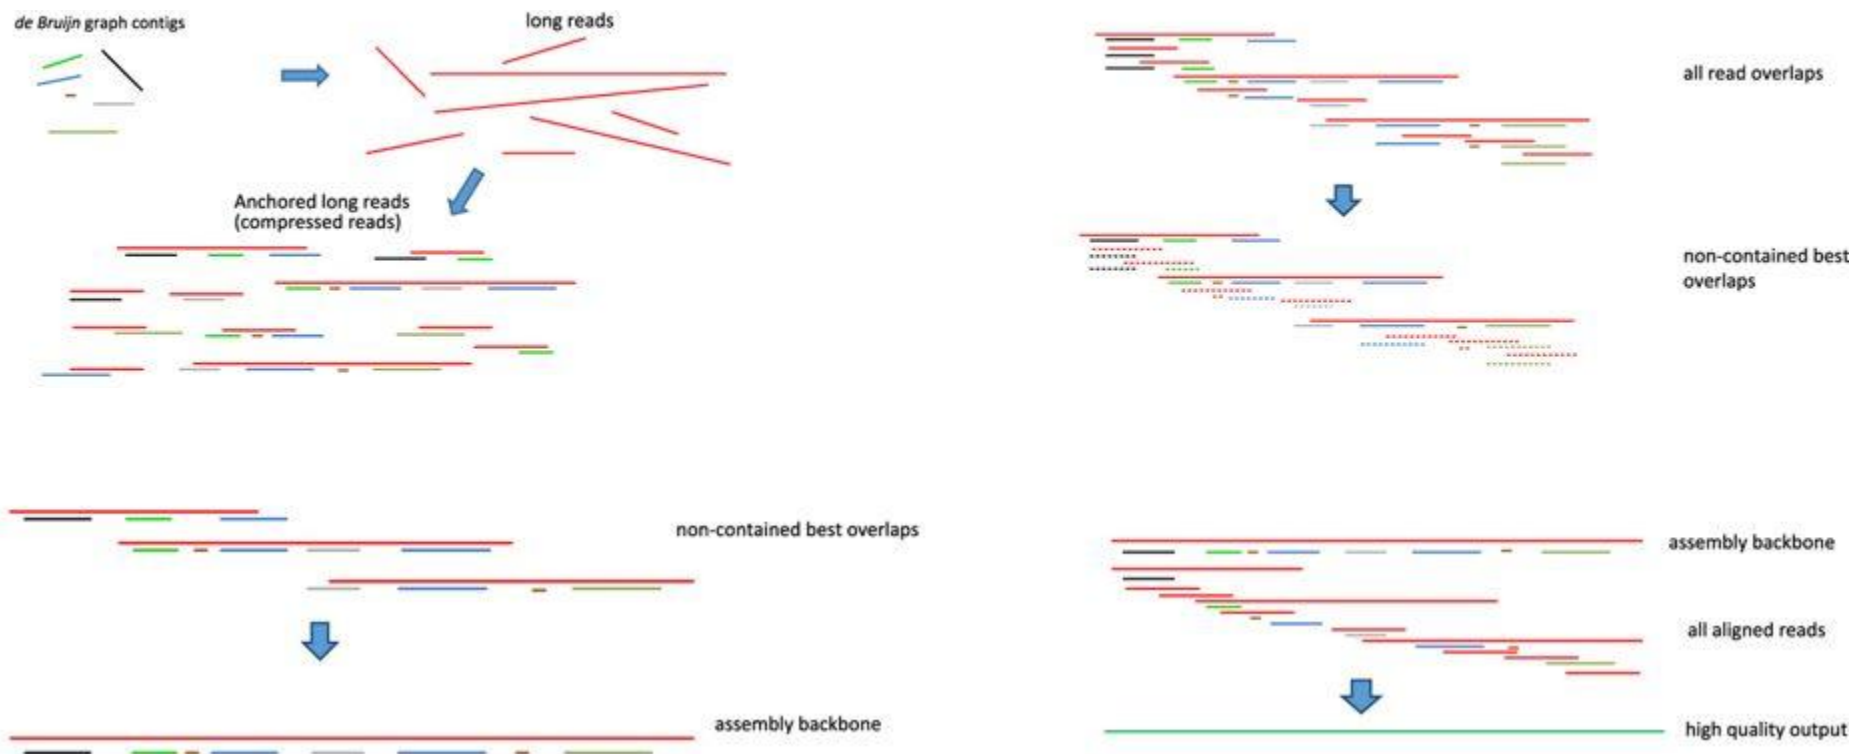 de Bruijn graph contigs
long reads
Anchored long reads
(compressed reads)
all read overlaps
non-contained best
overlaps
non-contained best overlaps
assembly backbone
assembly backbone
all aligned reads
high quality output